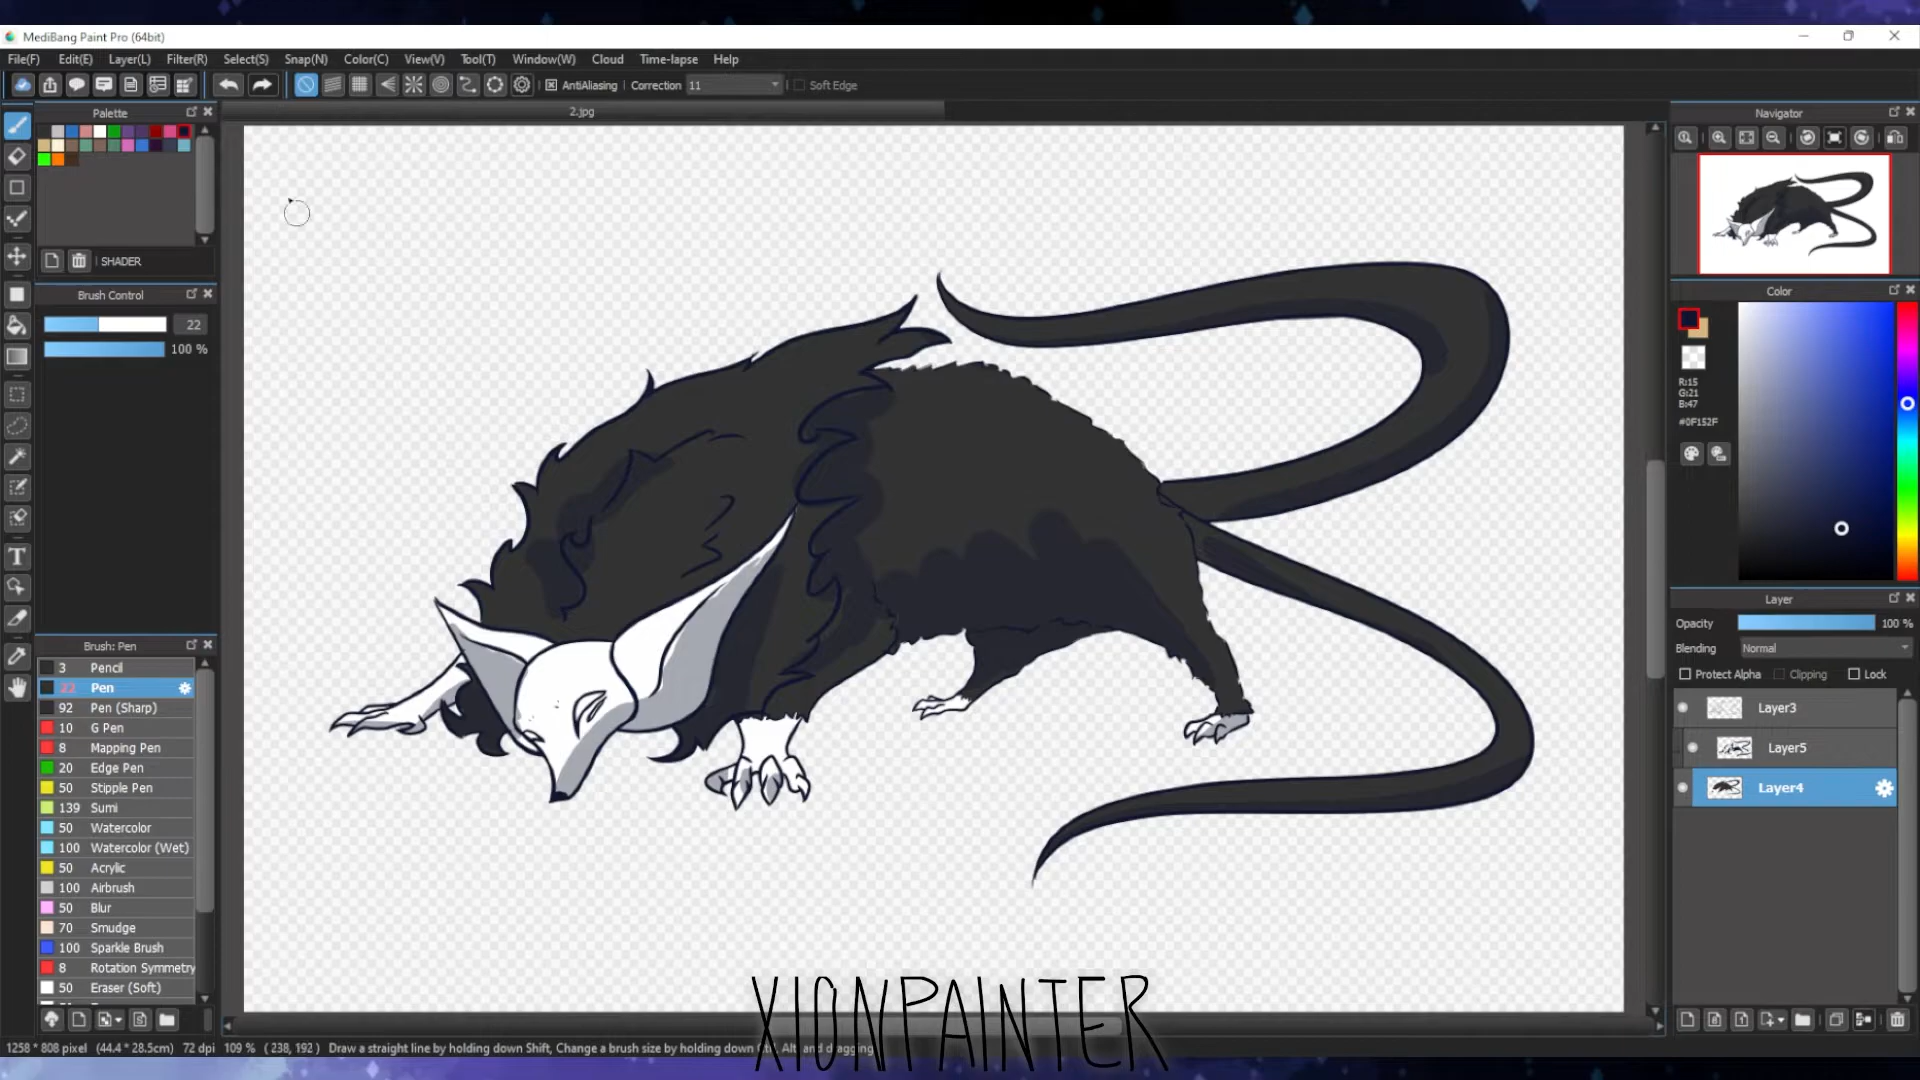 MediBang Paint Pro (64bit)
File(F) Edit(E) Layer(L) Filter(R) Select(S) Snap(N) Color(C) View(V) Tool(T) Window(W) Cloud Time-lapse Help
AntiAliasing Correction 11 Soft Edge
Palette
2.jpg
Navigator
SHADER
Brush Control
22
100 %
Color
R:15
G:21
B:47
#0F152F
Layer
Opacity 100 %
Blending Normal
Protect Alpha Clipping Lock
Layer3
Layer5
Layer4
Brush: Pen
3 Pencil
22 Pen
92 Pen (Sharp)
10 G Pen
8 Mapping Pen
20 Edge Pen
50 Stipple Pen
139 Sumi
50 Watercolor
100 Watercolor (Wet)
50 Acrylic
100 Airbrush
50 Blur
70 Smudge
100 Sparkle Brush
8 Rotation Symmetry
50 Eraser (Soft)
XIONPAINTER
1258 * 808 pixel (44.4 * 28.5cm) 72 dpi 109 % ( 238, 192 ) Draw a straight line by holding down Shift, Change a brush size by holding down Ctrl, Alt and dragging